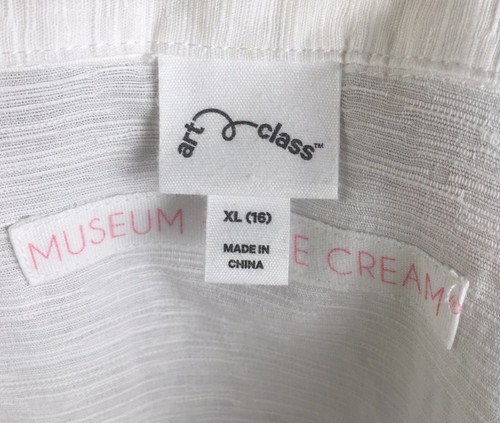 art class™
XL (16)
MADE IN
CHINA
MUSEUM E CREAM